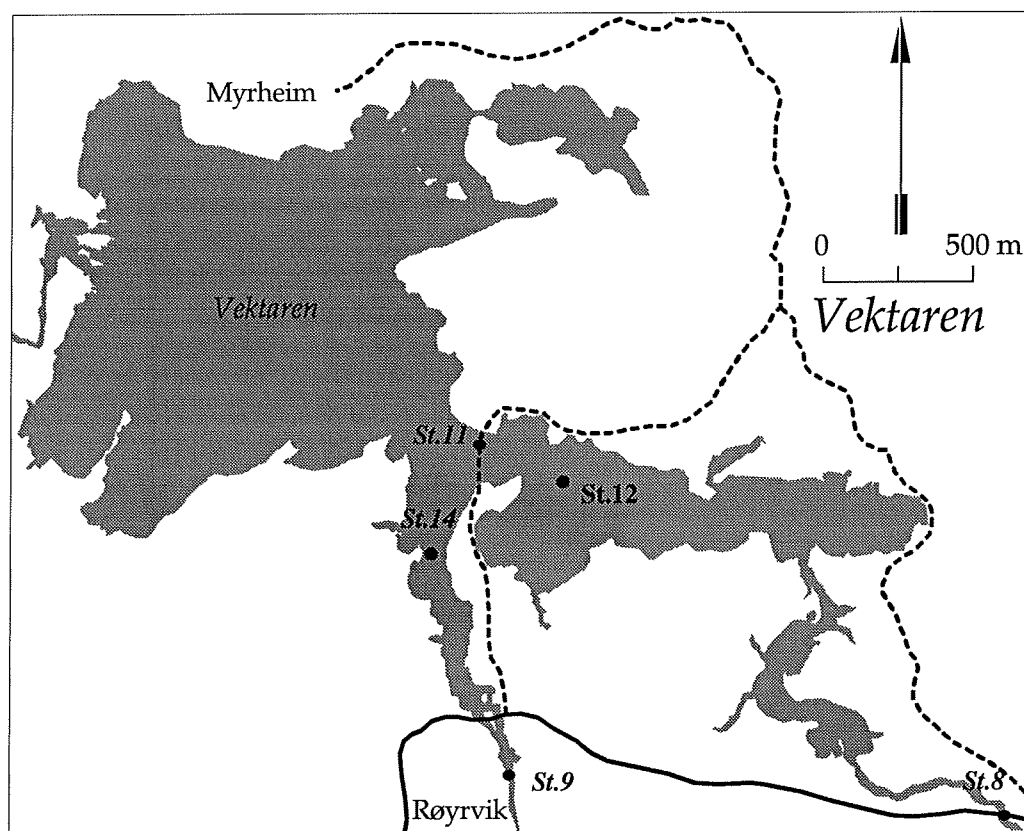 Myrheim
0 500 m
Vektaren
Vektaren
St.11
St.12
St.14
St.9
St.8
Røyrvik